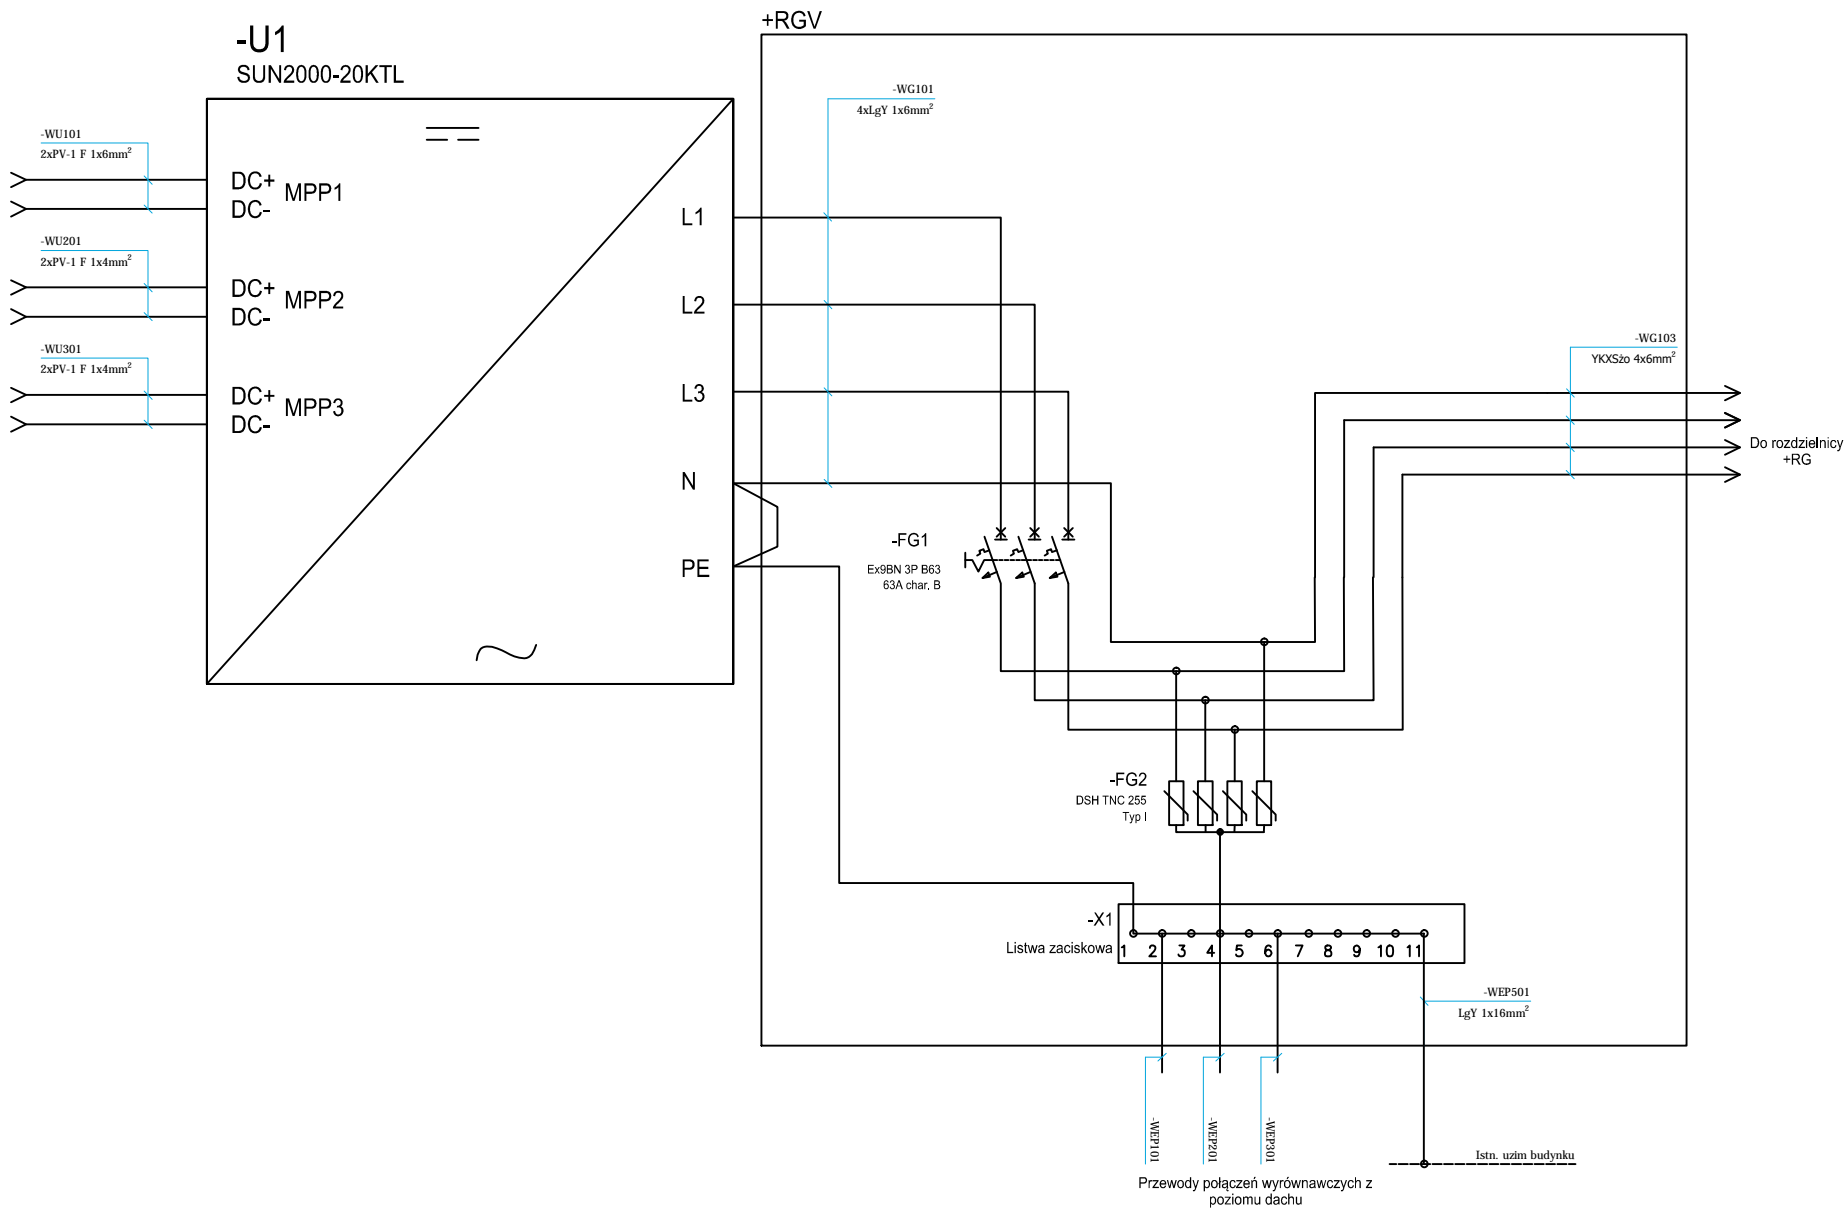 +RGV
-U1
SUN2000-20KTL
-WU101
2xPV-1 F 1x6mm²
DC+
MPP1
DC-
-WU201
2xPV-1 F 1x4mm²
DC+
MPP2
DC-
-WU301
2xPV-1 F 1x4mm²
DC+
MPP3
DC-
L1
L2
L3
N
PE
-WG101
4xLgY 1x6mm²
-WG103
YKXSżo 4x6mm²
Do rozdzielnicy
+RG
-FG1
Ex9BN 3P B63
63A char. B
-FG2
DSH TNC 255
Typ I
-X1
Listwa zaciskowa
1 2 3 4 5 6 7 8 9 10 11
-WEP501
LgY 1x16mm²
-WEP101
-WEP201
-WEP301
Istn. uzim budynku
Przewody połączeń wyrównawczych z
poziomu dachu